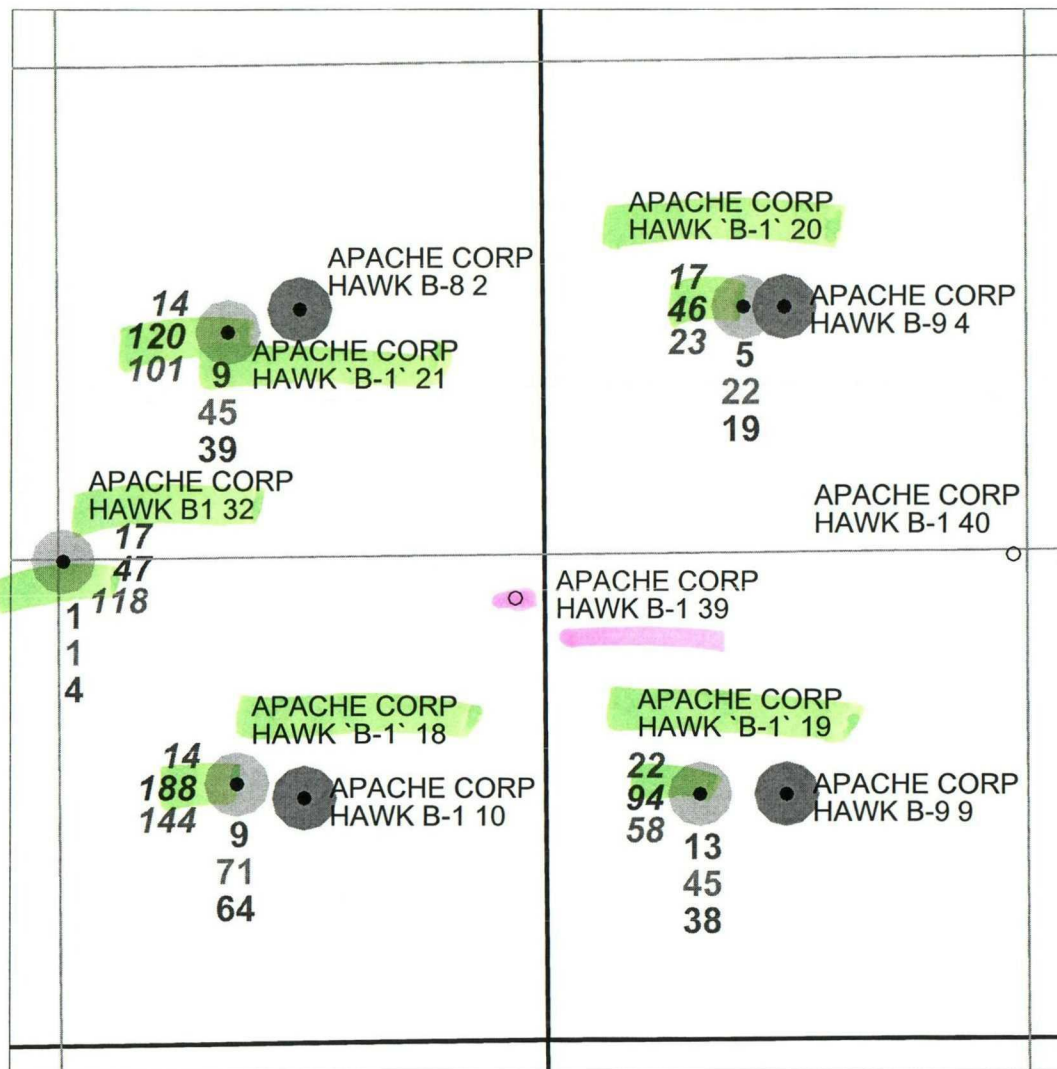 APACHE CORP
HAWK `B-1` 20
APACHE CORP
HAWK B-8 2
17
46
23
APACHE CORP
HAWK B-9 4
5
22
19
14
120
101
APACHE CORP
HAWK `B-1` 21
9
45
39
APACHE CORP
HAWK B1 32
17
47
118
1
1
4
APACHE CORP
HAWK B-1 40
APACHE CORP
HAWK B-1 39
APACHE CORP
HAWK `B-1` 18
14
188
144
APACHE CORP
HAWK B-1 10
9
71
64
APACHE CORP
HAWK `B-1` 19
22
94
58
APACHE CORP
HAWK B-9 9
13
45
38